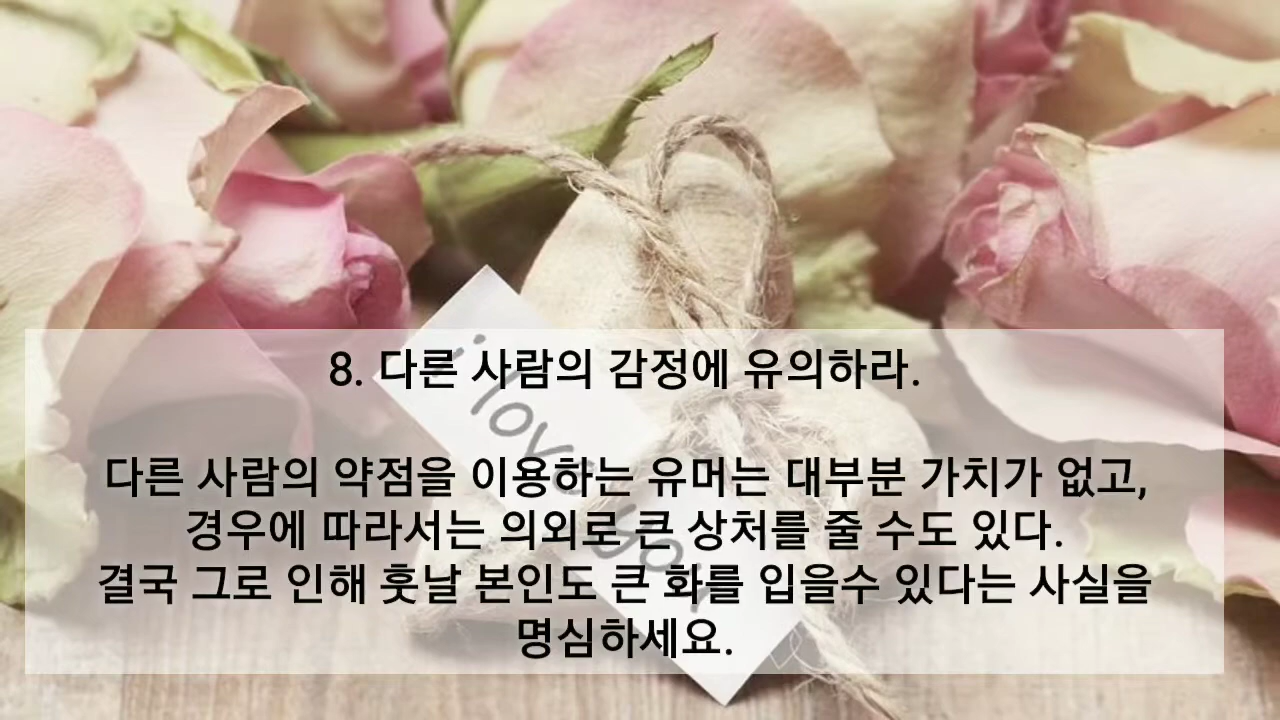 8. 다른 사람의 감정에 유의하라.
다른 사람의 약점을 이용하는 유머는 대부분 가치가 없고,
경우에 따라서는 의외로 큰 상처를 줄 수도 있다.
결국 그로 인해 훗날 본인도 큰 화를 입을수 있다는 사실을
명심하세요.
i love you